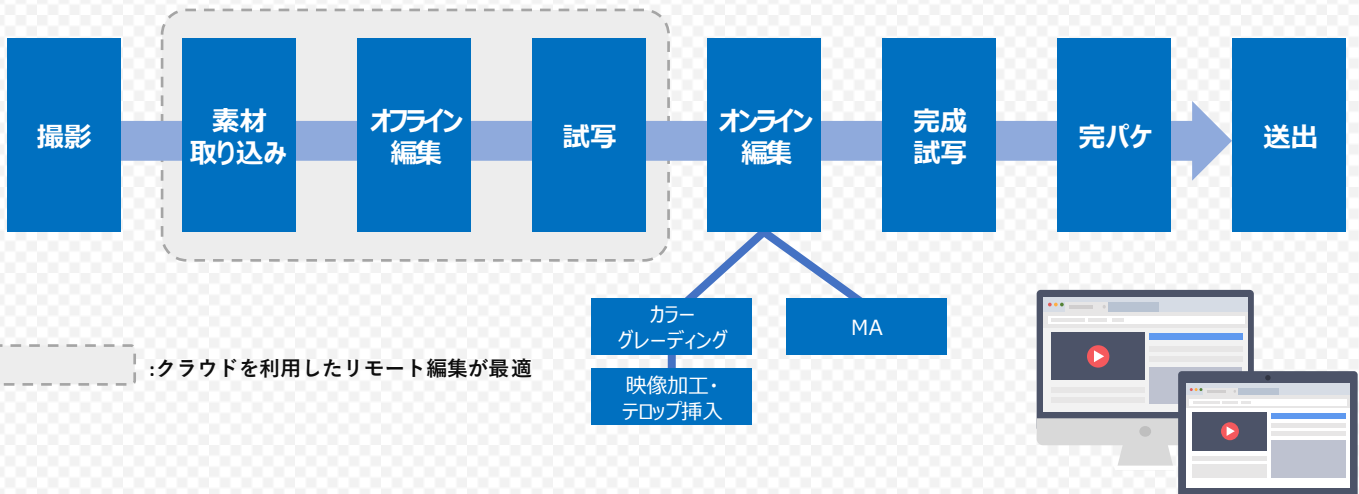 撮影
素材
取り込み
オフライン
編集
試写
オンライン
編集
完成
試写
完パケ
送出
カラー
グレーディング
MA
映像加工・
テロップ挿入
:クラウドを利用したリモート編集が最適